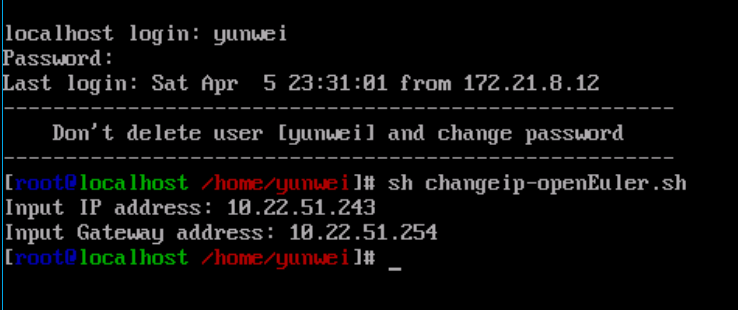 localhost login: yunwei
Password:
Last login: Sat Apr  5 23:31:01 from 172.21.8.12
----------------------------------------------------------------
    Don't delete user [yunwei] and change password
----------------------------------------------------------------
[root@localhost /home/yunwei]# sh changeip-openEuler.sh
Input IP address: 10.22.51.243
Input Gateway address: 10.22.51.254
[root@localhost /home/yunwei]# _